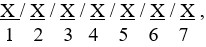 X / X / X / X / X / X / X ,
1 2 3 4 5 6 7